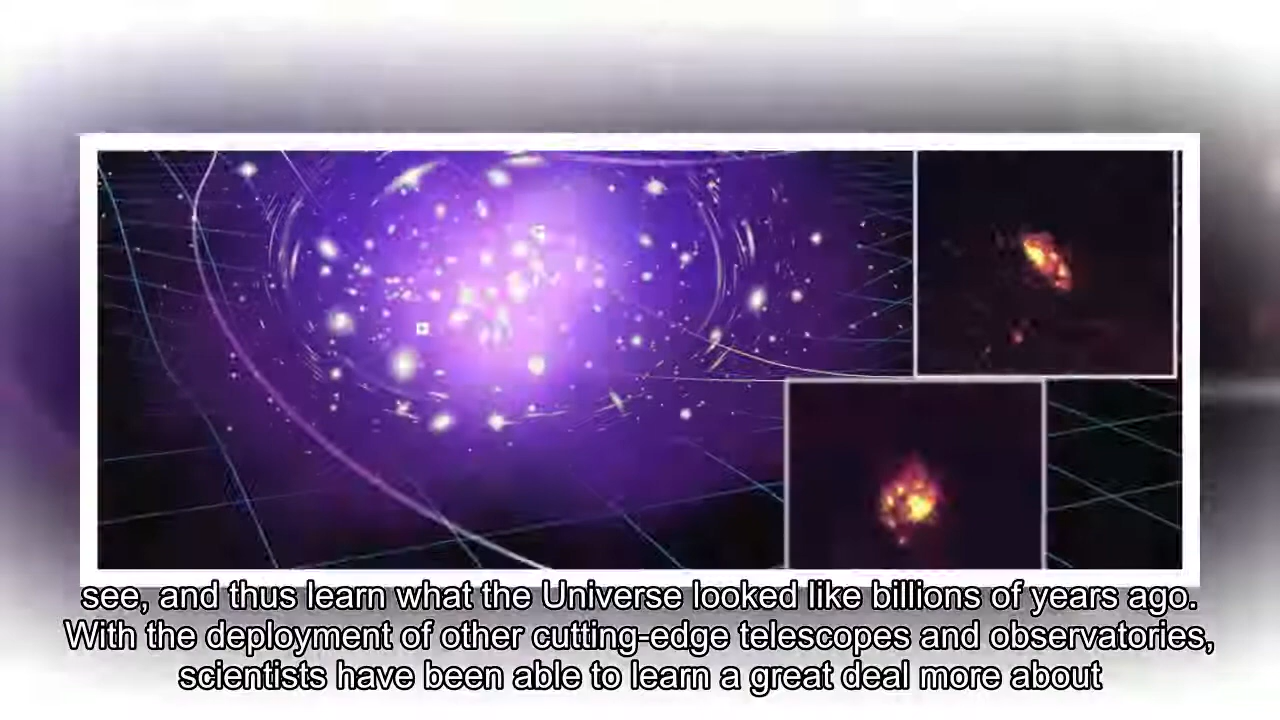 see, and thus learn what the Universe looked like billions of years ago.
With the deployment of other cutting-edge telescopes and observatories,
scientists have been able to learn a great deal more about